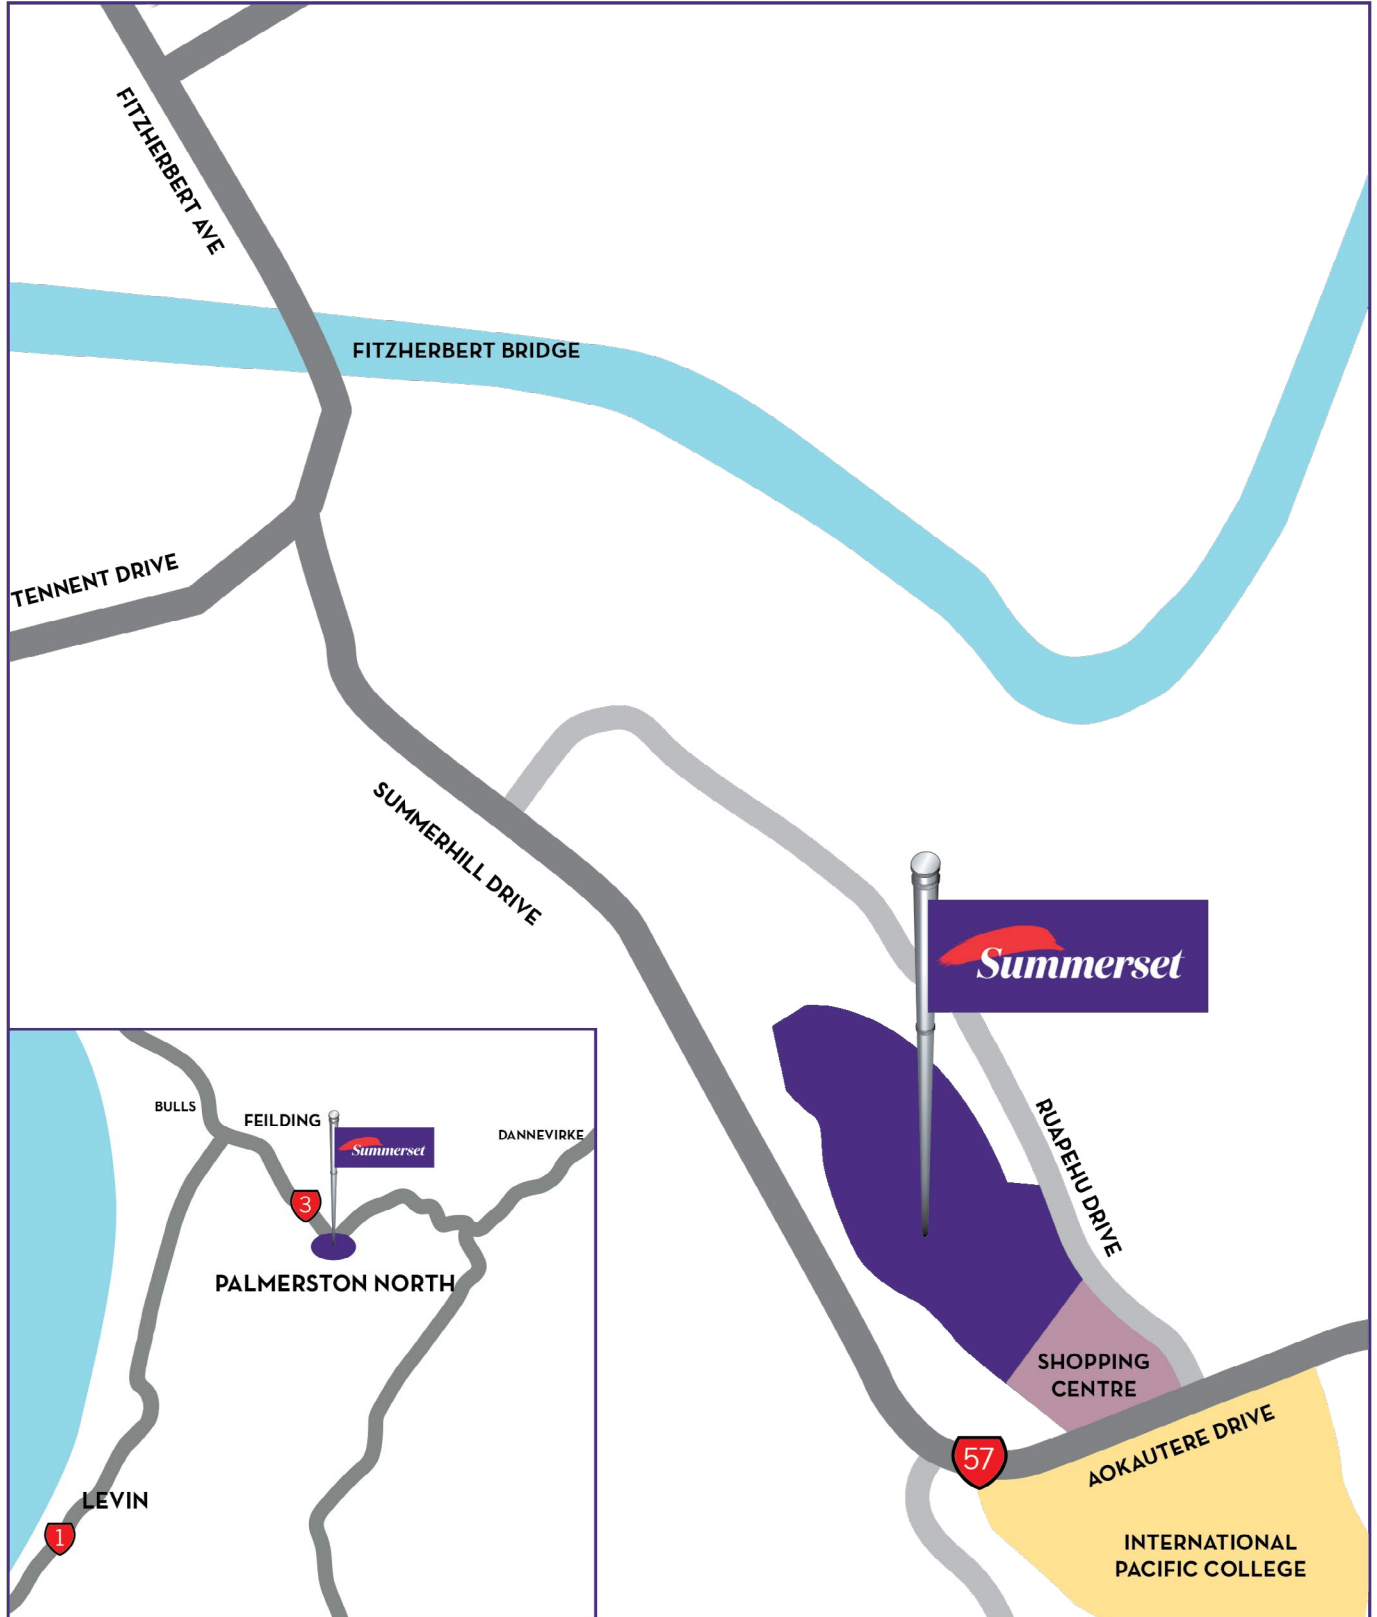 FITZHERBERT AVE
FITZHERBERT BRIDGE
TENNENT DRIVE
SUMMERHILL DRIVE
Summerset
RUAPEHU DRIVE
SHOPPING
CENTRE
57
AOKAUTERE DRIVE
INTERNATIONAL
PACIFIC COLLEGE
BULLS
FEILDING
DANNEVIRKE
Summerset
3
PALMERSTON NORTH
LEVIN
1